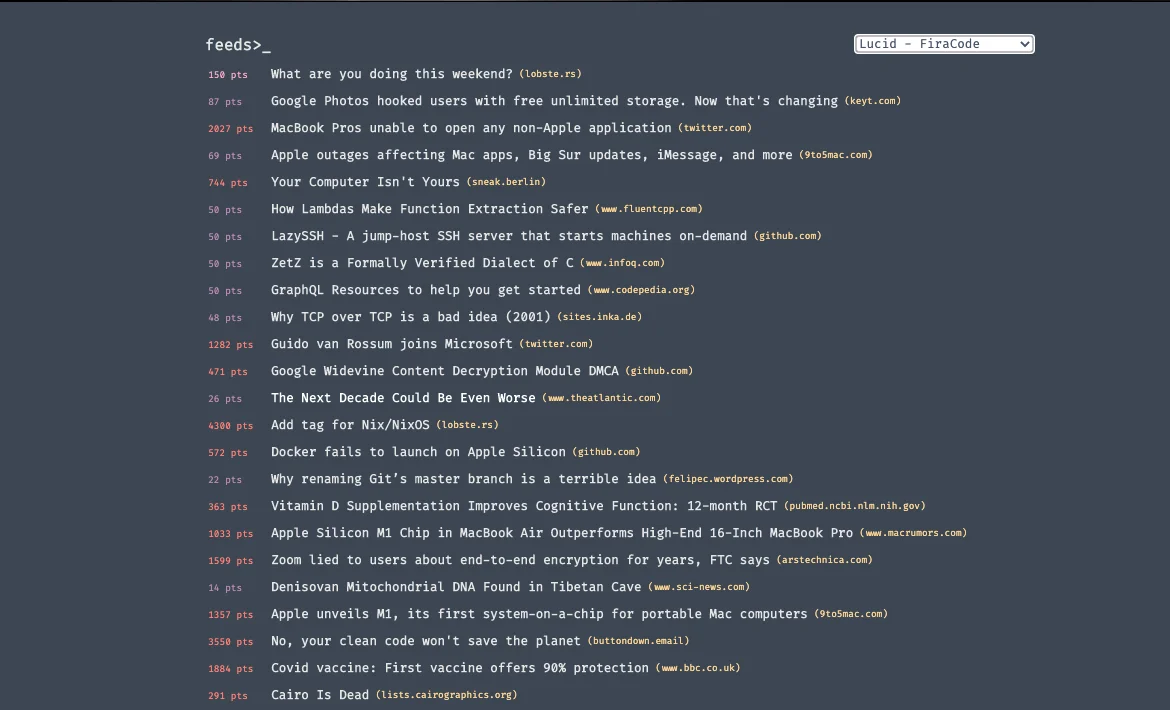 feeds>_ Lucid - FiraCode
150 pts What are you doing this weekend? (lobste.rs)
87 pts Google Photos hooked users with free unlimited storage. Now that's changing (keyt.com)
2027 pts MacBook Pros unable to open any non-Apple application (twitter.com)
69 pts Apple outages affecting Mac apps, Big Sur updates, iMessage, and more (9to5mac.com)
744 pts Your Computer Isn't Yours (sneak.berlin)
50 pts How Lambdas Make Function Extraction Safer (www.fluentcpp.com)
50 pts LazySSH - A jump-host SSH server that starts machines on-demand (github.com)
50 pts ZetZ is a Formally Verified Dialect of C (www.infoq.com)
50 pts GraphQL Resources to help you get started (www.codepedia.org)
48 pts Why TCP over TCP is a bad idea (2001) (sites.inka.de)
1282 pts Guido van Rossum joins Microsoft (twitter.com)
471 pts Google Widevine Content Decryption Module DMCA (github.com)
26 pts The Next Decade Could Be Even Worse (www.theatlantic.com)
4300 pts Add tag for Nix/NixOS (lobste.rs)
572 pts Docker fails to launch on Apple Silicon (github.com)
22 pts Why renaming Git’s master branch is a terrible idea (felipec.wordpress.com)
363 pts Vitamin D Supplementation Improves Cognitive Function: 12-month RCT (pubmed.ncbi.nlm.nih.gov)
1033 pts Apple Silicon M1 Chip in MacBook Air Outperforms High-End 16-Inch MacBook Pro (www.macrumors.com)
1599 pts Zoom lied to users about end-to-end encryption for years, FTC says (arstechnica.com)
14 pts Denisovan Mitochondrial DNA Found in Tibetan Cave (www.sci-news.com)
1357 pts Apple unveils M1, its first system-on-a-chip for portable Mac computers (9to5mac.com)
3550 pts No, your clean code won't save the planet (buttondown.email)
1884 pts Covid vaccine: First vaccine offers 90% protection (www.bbc.co.uk)
291 pts Cairo Is Dead (lists.cairographics.org)